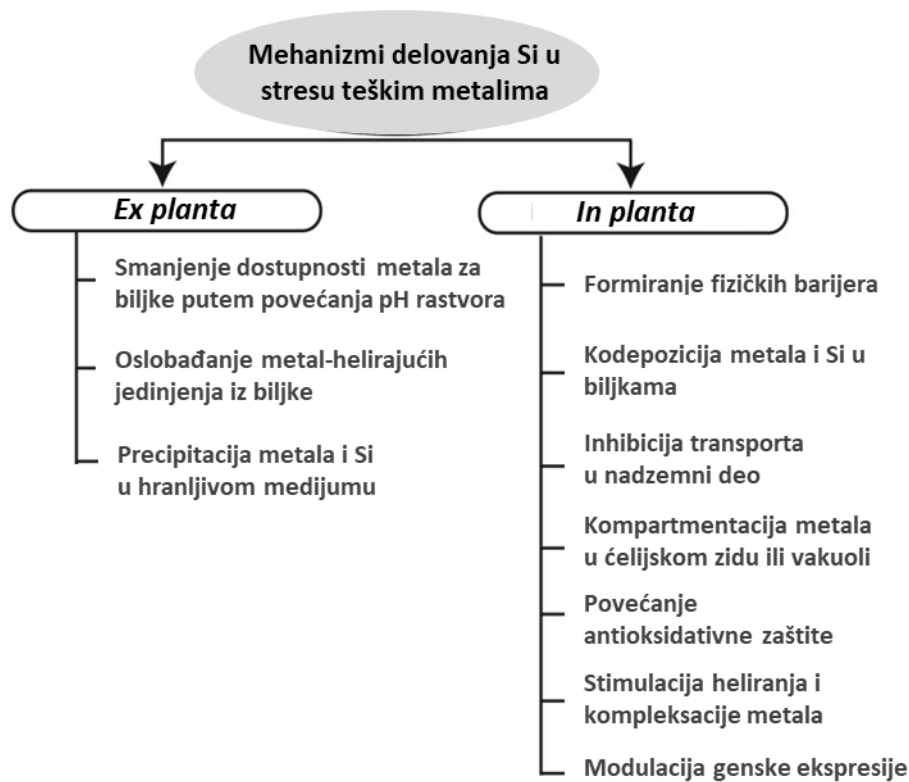 Mehanizmi delovanja Si u
stresu teškim metalima
Ex planta
Smanjenje dostupnosti metala za
biljke putem povećanja pH rastvora
Oslobađanje metal-helirajućih
jedinjenja iz biljke
Precipitacija metala i Si
u hranljivom medijumu
In planta
Formiranje fizičkih barijera
Kodepozicija metala i Si u
biljkama
Inhibicija transporta
u nadzemni deo
Kompartmentacija metala
u ćelijskom zidu ili vakuoli
Povećanje
antioksidativne zaštite
Stimulacija heliranja i
kompleksacije metala
Modulacija genske ekspresije